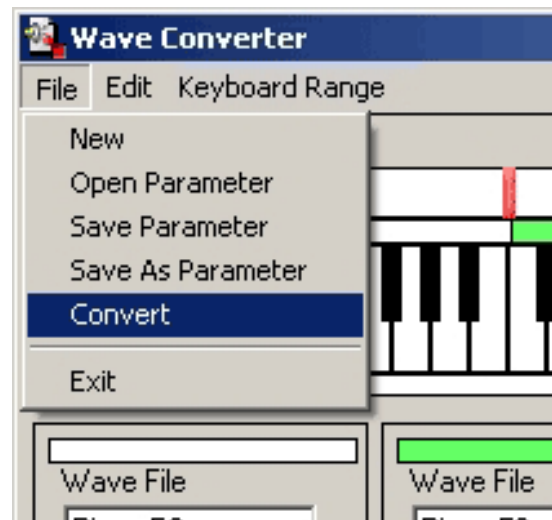 Wave Converter
File Edit Keyboard Range
New
Open Parameter
Save Parameter
Save As Parameter
Convert
Exit
Wave File Wave File